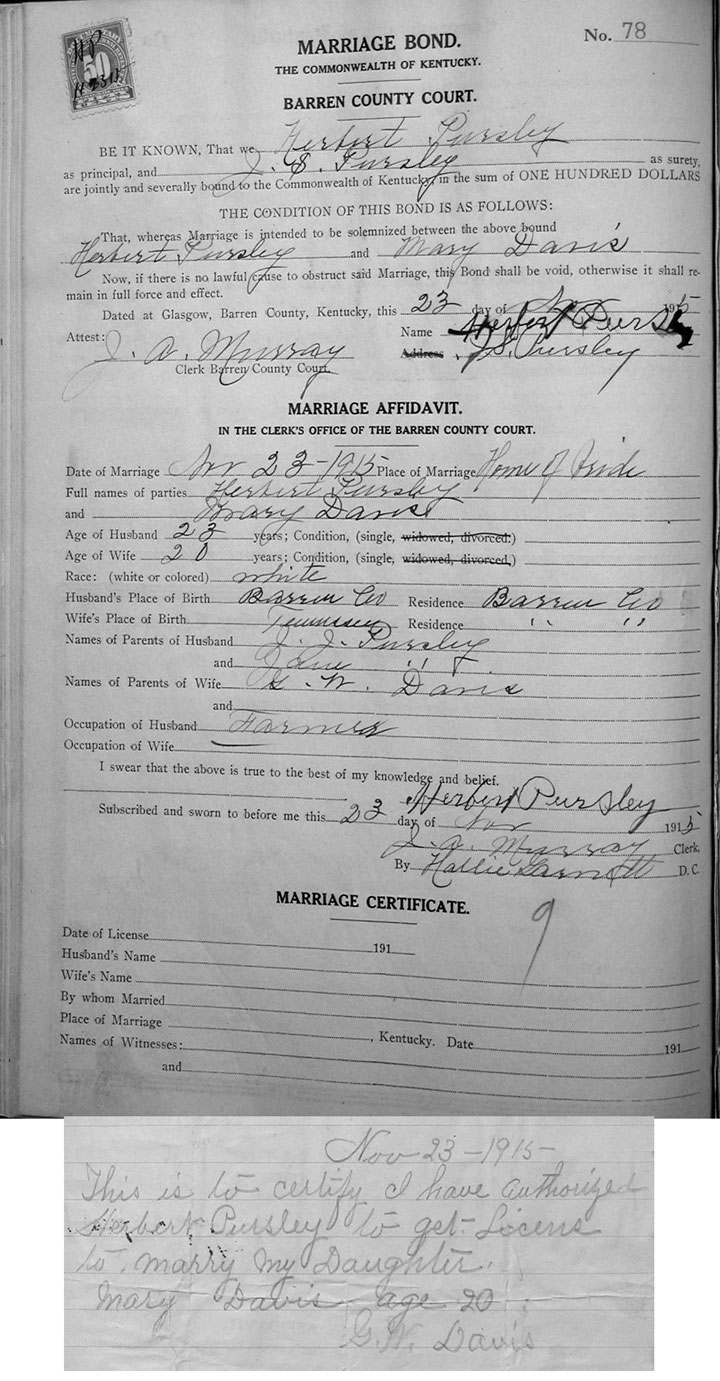 50
HP
11 23 15
No. 78
MARRIAGE BOND.
THE COMMONWEALTH OF KENTUCKY.
BARREN COUNTY COURT.
BE IT KNOWN, That we Herbert Pursley
as principal, and J. S. Pursley as surety,
are jointly and severally bound to the Commonwealth of Kentucky, in the sum of ONE HUNDRED DOLLARS
THE CONDITION OF THIS BOND IS AS FOLLOWS:
That, whereas Marriage is intended to be solemnized between the above bound
Herbert Pursley and Mary Davis
Now, if there is no lawful cause to obstruct said Marriage, this Bond shall be void, otherwise it shall re-
main in full force and effect.
Dated at Glasgow, Barren County, Kentucky, this 23 day of Nov 1915
Attest: Name Herbert Pursley
J. A. Murray Address J S. Pursley
Clerk Barren County Court.
MARRIAGE AFFIDAVIT.
IN THE CLERK'S OFFICE OF THE BARREN COUNTY COURT.
Date of Marriage Nov 23-1915 Place of Marriage Home of Bride
Full names of parties Herbert Pursley
and Mary Davis
Age of Husband 23 years; Condition, (single, widowed, divorced.)
Age of Wife 20 years; Condition, (single, widowed, divorced,)
Race: (white or colored) white
Husband's Place of Birth Barren Co Residence Barren Co
Wife's Place of Birth Tennessee Residence " "
Names of Parents of Husband J. J. Pursley
and Jane "
Names of Parents of Wife G. W. Davis
and
Occupation of Husband Farmer
Occupation of Wife —
I swear that the above is true to the best of my knowledge and belief.
Herbert Pursley
Subscribed and sworn to before me this 23 day of Nov 1915
J. A. Murray Clerk.
By Hallie Garnett D. C.
MARRIAGE CERTIFICATE.
9
Date of License 191
Husband's Name
Wife's Name
By whom Married
Place of Marriage , Kentucky. Date 191
Names of Witnesses:
and
Nov 23-1915-
This is to certify I have authorized
Herbert Pursley to get Licens
to marry my Daughter.
Mary Davis age 20
G.W. Davis